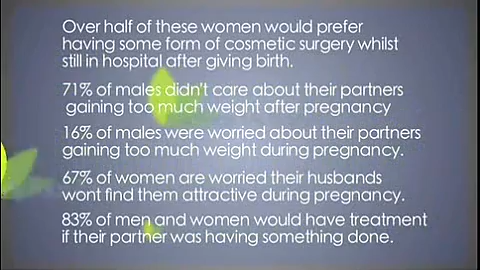 Over half of these women would prefer
having some form of cosmetic surgery whilst
still in hospital after giving birth.
71% of males didn't care about their partners
gaining too much weight after pregnancy
16% of males were worried about their partners
gaining too much weight during pregnancy.
67% of women are worried their husbands
wont find them attractive during pregnancy.
83% of men and women would have treatment
if their partner was having something done.